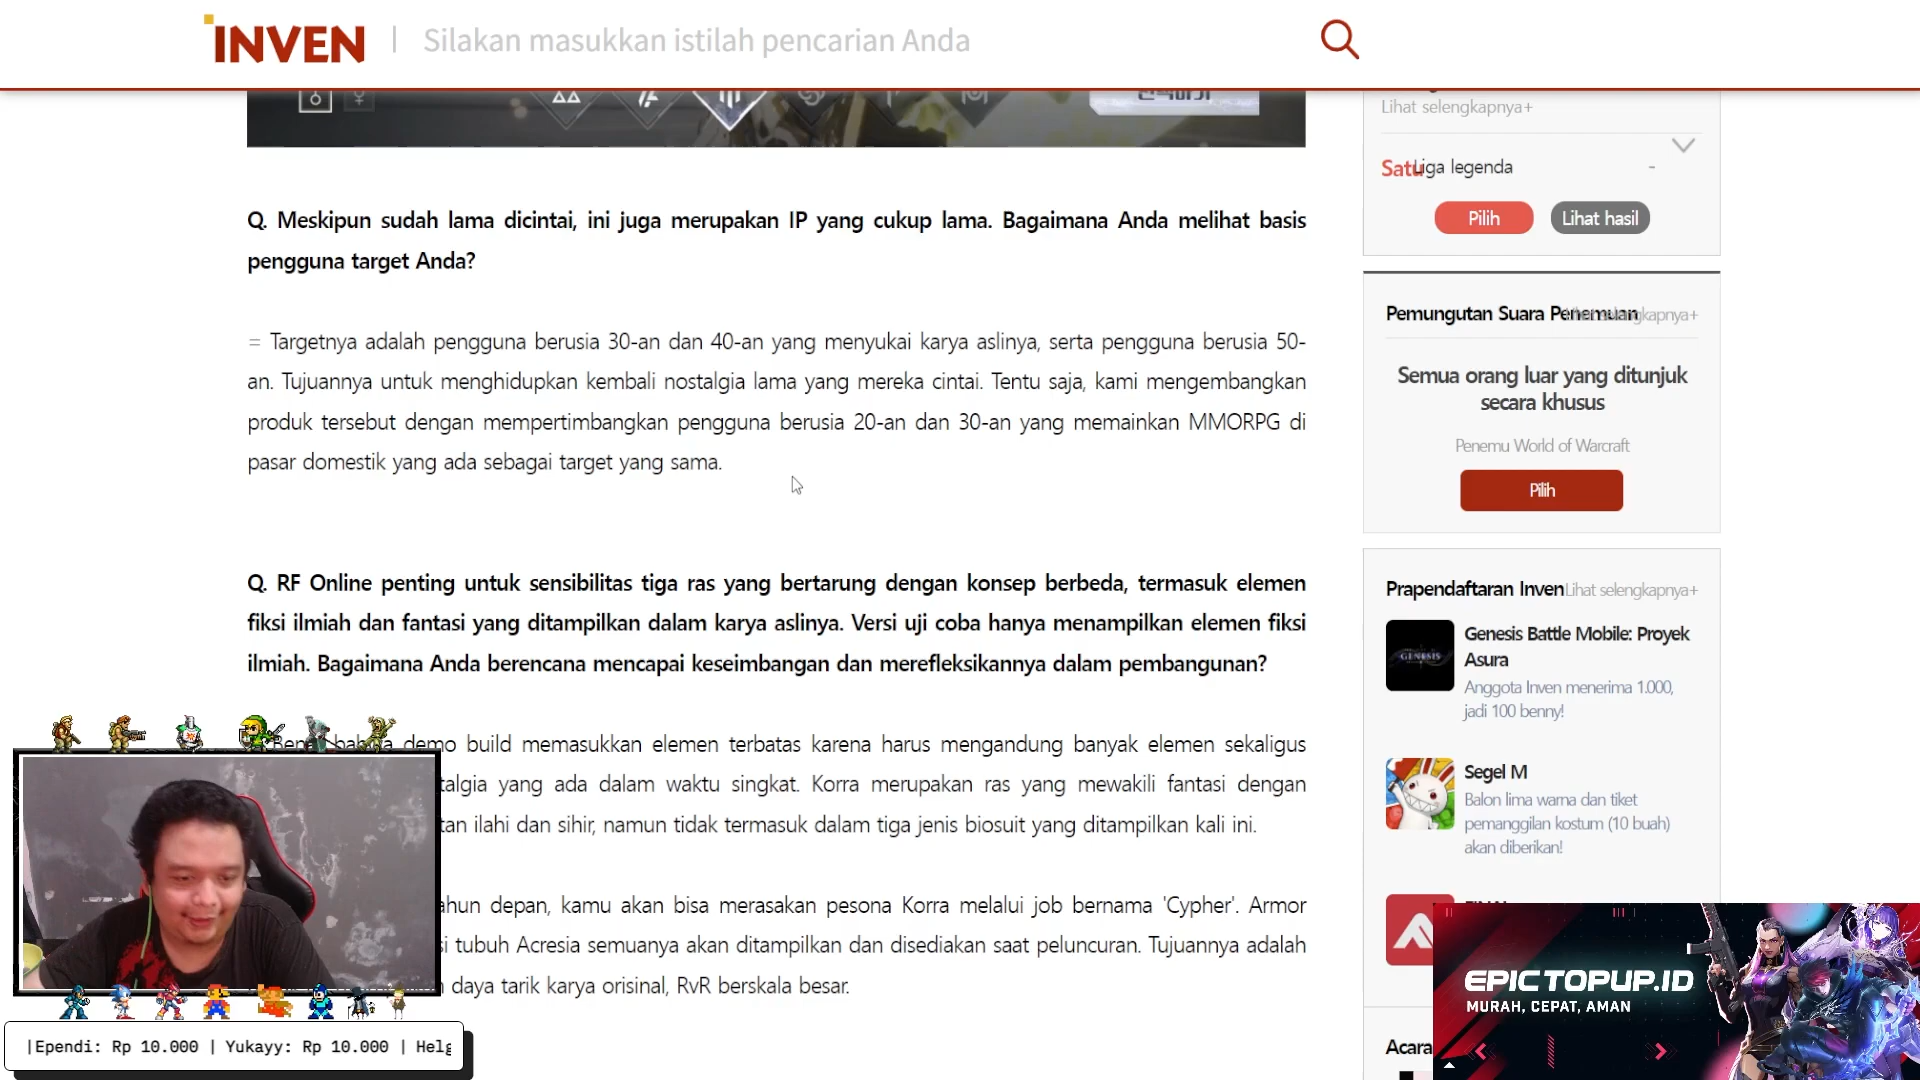 INVEN
Silakan masukkan istilah pencarian Anda
Q. Meskipun sudah lama dicintai, ini juga merupakan IP yang cukup lama. Bagaimana Anda melihat basis
pengguna target Anda?
= Targetnya adalah pengguna berusia 30-an dan 40-an yang menyukai karya aslinya, serta pengguna berusia 50-
an. Tujuannya untuk menghidupkan kembali nostalgia lama yang mereka cintai. Tentu saja, kami mengembangkan
produk tersebut dengan mempertimbangkan pengguna berusia 20-an dan 30-an yang memainkan MMORPG di
pasar domestik yang ada sebagai target yang sama.
Q. RF Online penting untuk sensibilitas tiga ras yang bertarung dengan konsep berbeda, termasuk elemen
fiksi ilmiah dan fantasi yang ditampilkan dalam karya aslinya. Versi uji coba hanya menampilkan elemen fiksi
ilmiah. Bagaimana Anda berencana mencapai keseimbangan dan merefleksikannya dalam pembangunan?
demo build memasukkan elemen terbatas karena harus mengandung banyak elemen sekaligus
yang ada dalam waktu singkat. Korra merupakan ras yang mewakili fantasi dengan
ilahi dan sihir, namun tidak termasuk dalam tiga jenis biosuit yang ditampilkan kali ini.
depan, kamu akan bisa merasakan pesona Korra melalui job bernama 'Cypher'. Armor
tubuh Acresia semuanya akan ditampilkan dan disediakan saat peluncuran. Tujuannya adalah
daya tarik karya orisinal, RvR berskala besar.
Lihat selengkapnya+
Satu
Liga legenda
-
Pilih
Lihat hasil
Pemungutan Suara Penemuan
Lihat selengkapnya+
Semua orang luar yang ditunjuk
secara khusus
Penemu World of Warcraft
Pilih
Prapendaftaran Inven
Lihat selengkapnya+
Genesis Battle Mobile: Proyek
Asura
Anggota Inven menerima 1.000,
jadi 100 benny!
GENESIS
Segel M
Balon lima warna dan tiket
pemanggilan kostum (10 buah)
akan diberikan!
Acara
EPICTOPUP.ID
MURAH, CEPAT, AMAN
|Ependi: Rp 10.000 | Yukayy: Rp 10.000 | Helg